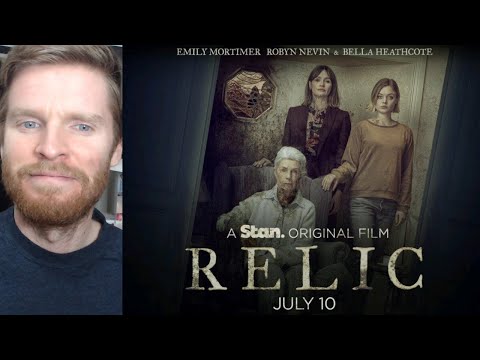 EMILY MORTIMER   ROBYN NEVIN & BELLA HEATHCOTE
A Stan. ORIGINAL FILM
RELIC
JULY 10